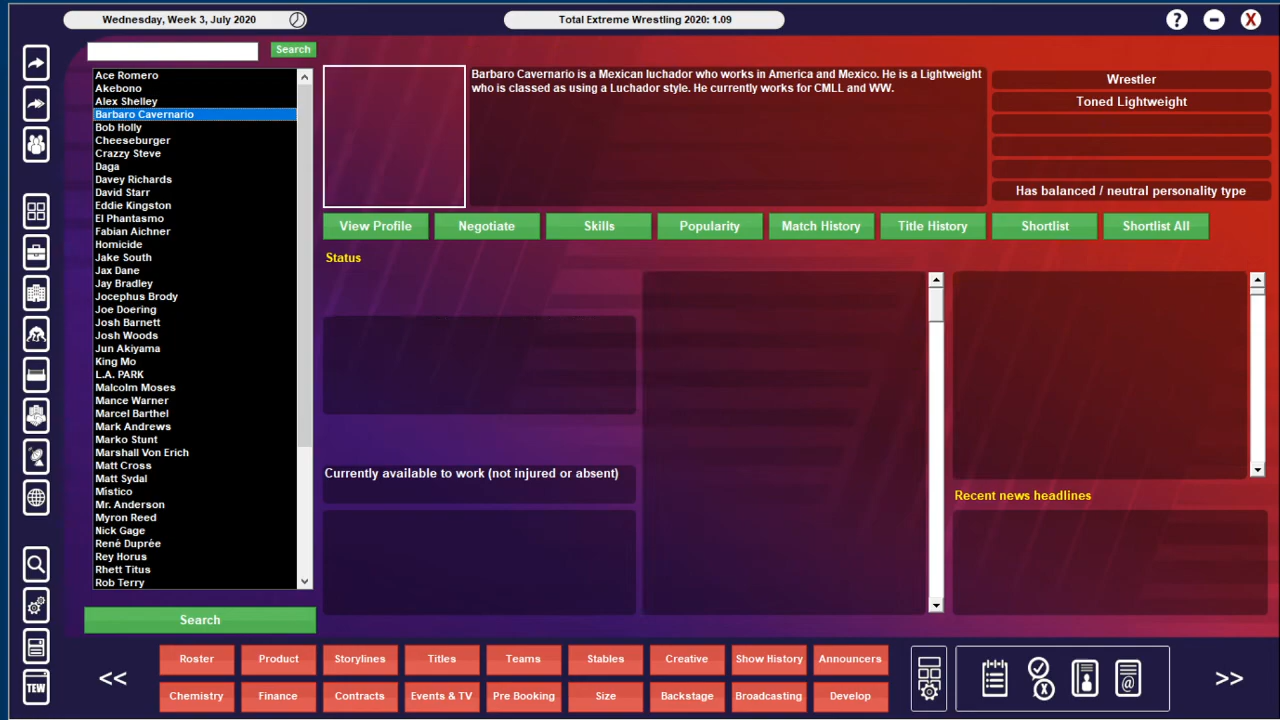 Wednesday, Week 3, July 2020
Total Extreme Wrestling 2020: 1.09
?
X
Search
Ace Romero
Akebono
Alex Shelley
Barbaro Cavernario
Bob Holly
Cheeseburger
Crazzy Steve
Daga
Davey Richards
David Starr
Eddie Kingston
El Phantasmo
Fabian Aichner
Homicide
Jake South
Jax Dane
Jay Bradley
Jocephus Brody
Joe Doering
Josh Barnett
Josh Woods
Jun Akiyama
King Mo
L.A. PARK
Malcolm Moses
Mance Warner
Marcel Barthel
Mark Andrews
Marko Stunt
Marshall Von Erich
Matt Cross
Matt Sydal
Místico
Mr. Anderson
Myron Reed
Nick Gage
René Duprée
Rey Horus
Rhett Titus
Rob Terry
Search
Barbaro Cavernario is a Mexican luchador who works in America and Mexico. He is a Lightweight
who is classed as using a Luchador style. He currently works for CMLL and WW.
Wrestler
Toned Lightweight
Has balanced / neutral personality type
View Profile
Negotiate
Skills
Popularity
Match History
Title History
Shortlist
Shortlist All
Status
Currently available to work (not injured or absent)
Recent news headlines
TEW
<<
Roster
Product
Storylines
Titles
Teams
Stables
Creative
Show History
Announcers
Chemistry
Finance
Contracts
Events & TV
Pre Booking
Size
Backstage
Broadcasting
Develop
@
>>